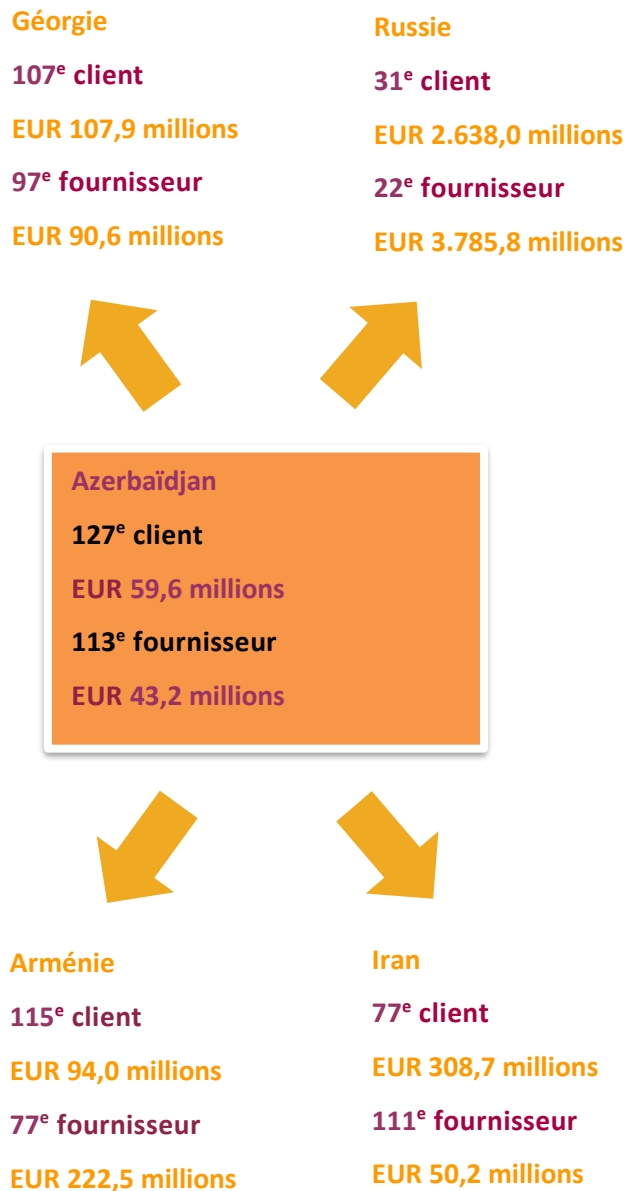 Géorgie
107e client
EUR 107,9 millions
97e fournisseur
EUR 90,6 millions
Russie
31e client
EUR 2.638,0 millions
22e fournisseur
EUR 3.785,8 millions
Azerbaïdjan
127e client
EUR 59,6 millions
113e fournisseur
EUR 43,2 millions
Arménie
115e client
EUR 94,0 millions
77e fournisseur
EUR 222,5 millions
Iran
77e client
EUR 308,7 millions
111e fournisseur
EUR 50,2 millions